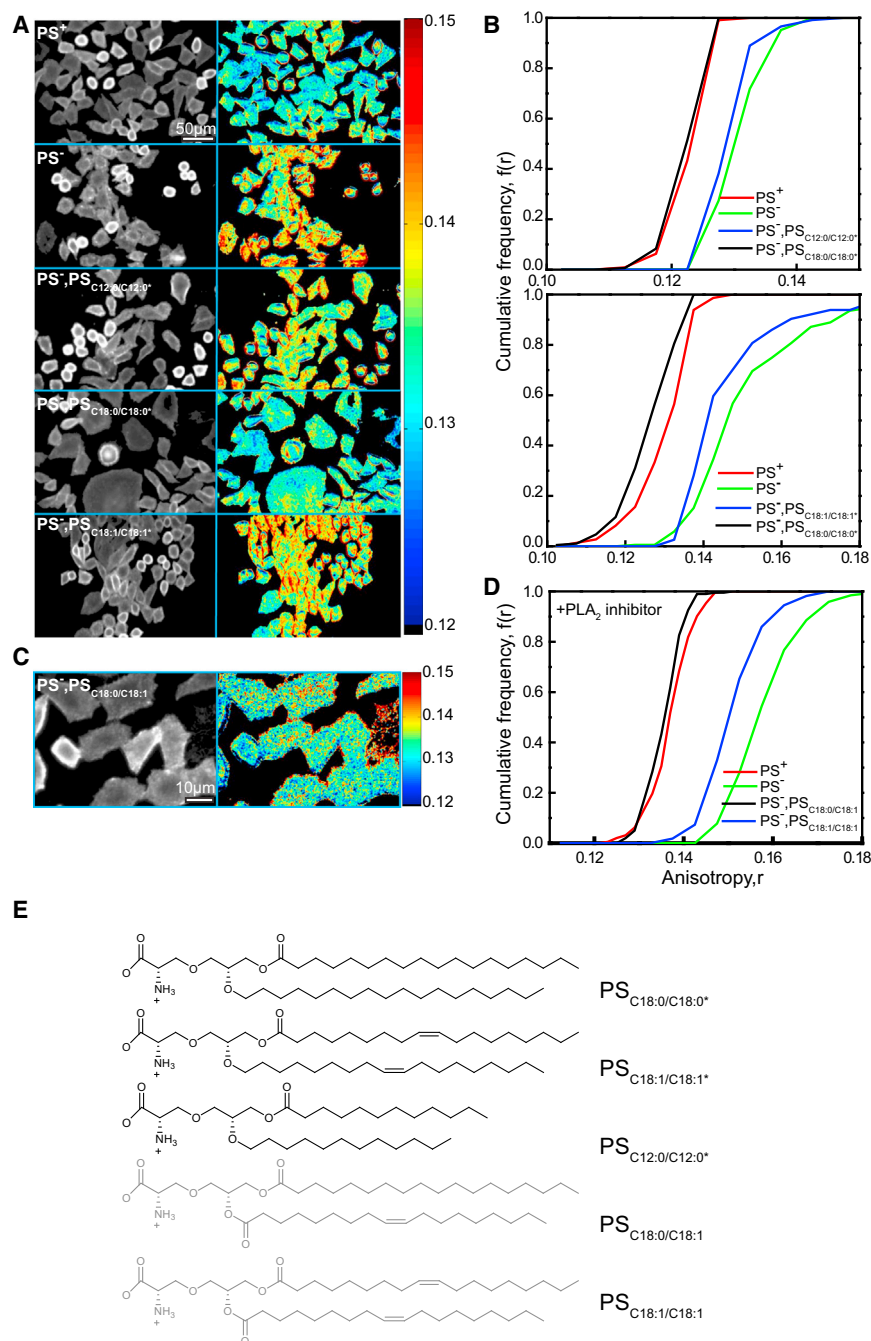 A
PS+
50µm
PS-
PS-,PSC12:0/C12:0*
PS-,PSC18:0/C18:0*
PS-,PSC18:1/C18:1*
0.15
0.14
0.13
0.12
B
Cumulative frequency, f(r)
1.0
0.8
0.6
0.4
0.2
0.0
PS+
PS-
PS-,PSC12:0/C12:0*
PS-,PSC18:0/C18:0*
0.10
0.12
0.14
1.0
0.8
0.6
0.4
0.2
0.0
PS+
PS-
PS-,PSC18:1/C18:1*
PS-,PSC18:0/C18:0*
0.10
0.12
0.14
0.16
0.18
C
PS-,PSC18:0/C18:1
10µm
0.15
0.14
0.13
0.12
D
+PLA2 inhibitor
Cumulative frequency, f(r)
1.0
0.8
0.6
0.4
0.2
0.0
PS+
PS-
PS-,PSC18:0/C18:1
PS-,PSC18:1/C18:1
0.12
0.14
0.16
0.18
Anisotropy,r
E
O
O
O
O
NH3
+
O
O
PSC18:0/C18:0*
O
O
O
O
NH3
+
O
O
PSC18:1/C18:1*
O
O
O
O
NH3
+
O
O
PSC12:0/C12:0*
O
O
O
O
NH3
+
O
O
O
PSC18:0/C18:1
O
O
O
O
NH3
+
O
O
O
PSC18:1/C18:1